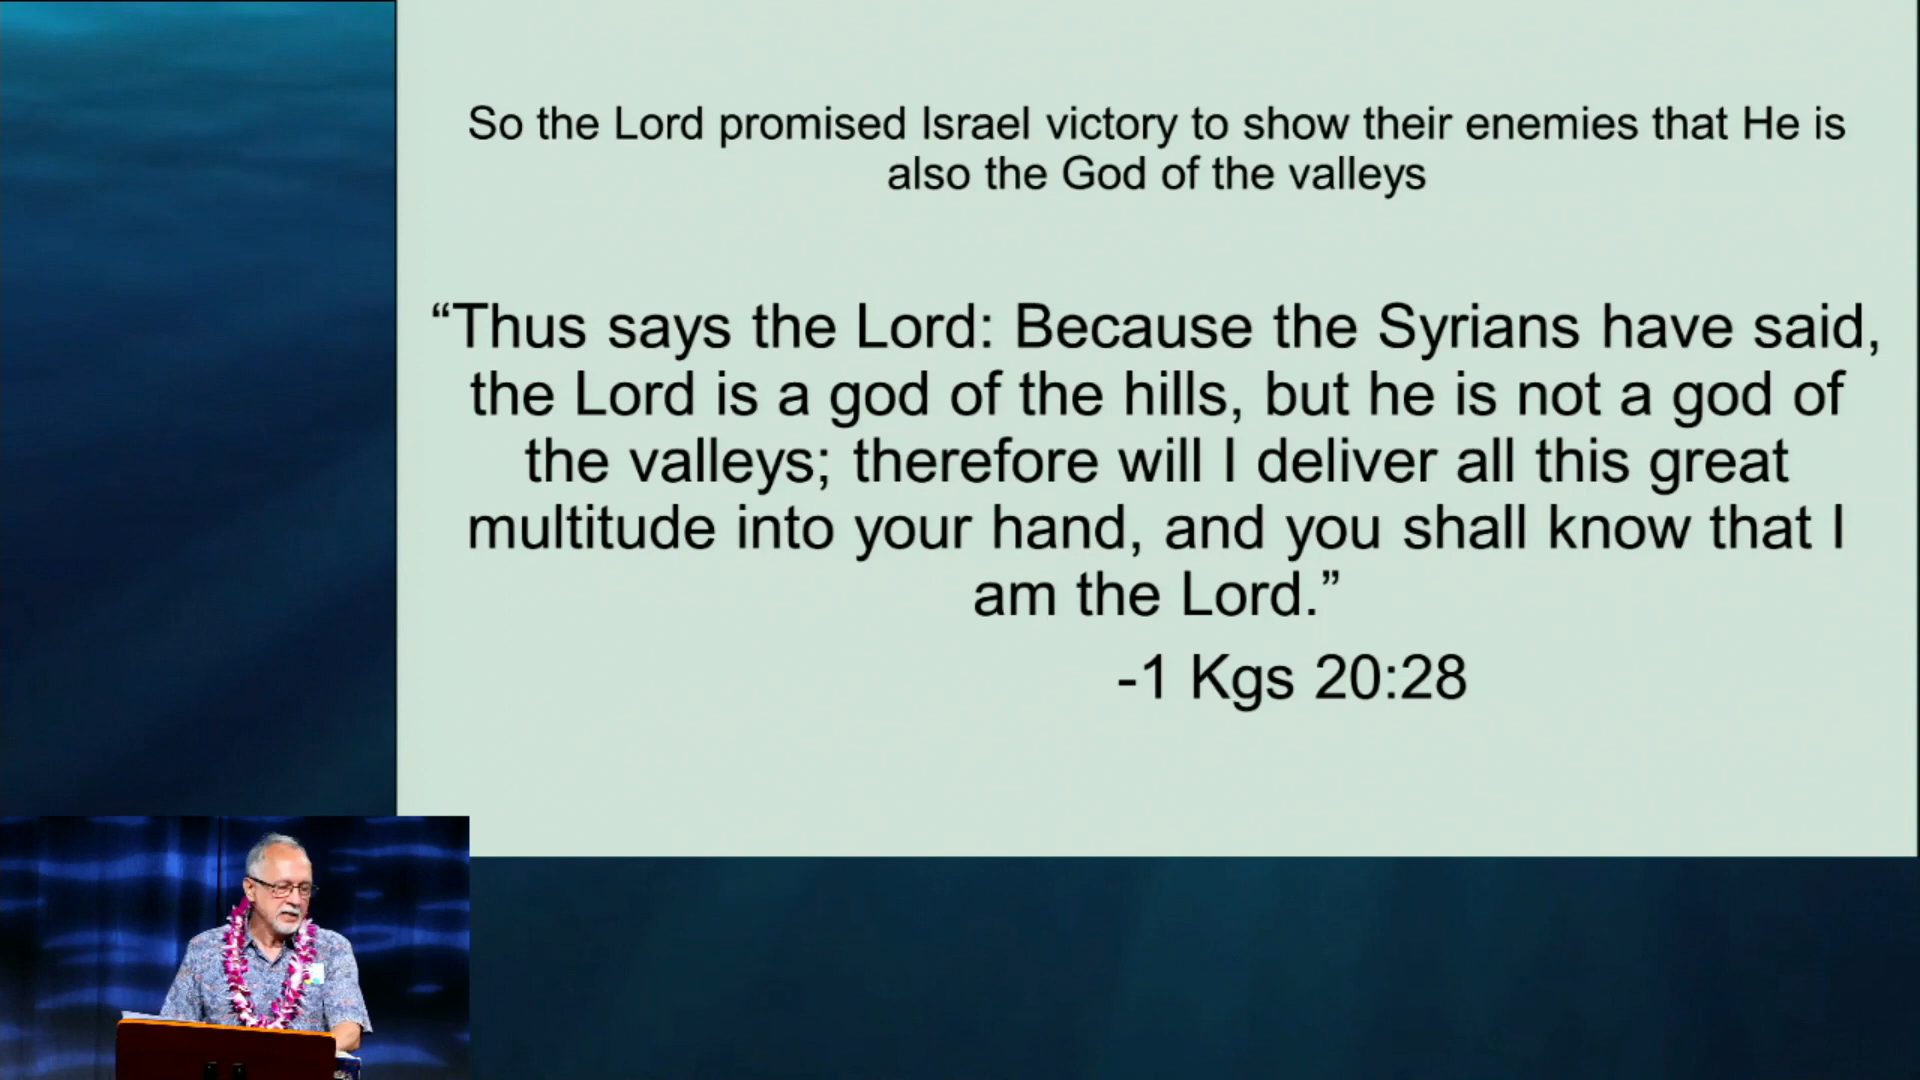 So the Lord promised Israel victory to show their enemies that He is
also the God of the valleys
“Thus says the Lord: Because the Syrians have said,
the Lord is a god of the hills, but he is not a god of
the valleys; therefore will I deliver all this great
multitude into your hand, and you shall know that I
am the Lord.”
-1 Kgs 20:28